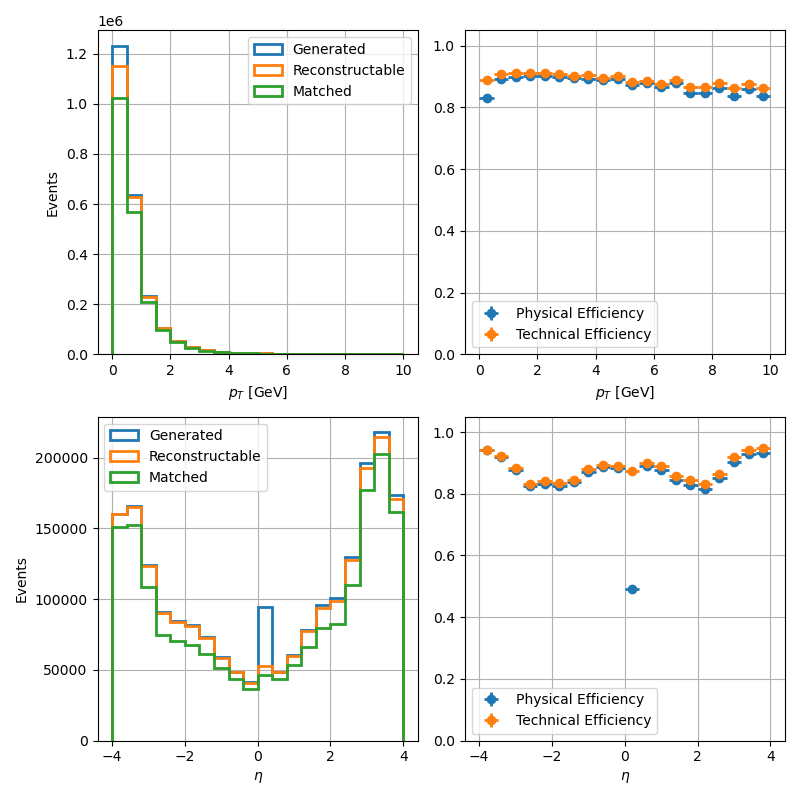 1e6
Generated
Reconstructable
Matched
1.2
1.0
0.8
0.6
0.4
0.2
0.0
Events
0 2 4 6 8 10
p_T [GeV]
1.0
0.8
0.6
0.4
0.2
0.0
Physical Efficiency
Technical Efficiency
0 2 4 6 8 10
p_T [GeV]
Generated
Reconstructable
Matched
200000
150000
100000
50000
0
Events
−4 −2 0 2 4
η
1.0
0.8
0.6
0.4
0.2
0.0
Physical Efficiency
Technical Efficiency
−4 −2 0 2 4
η